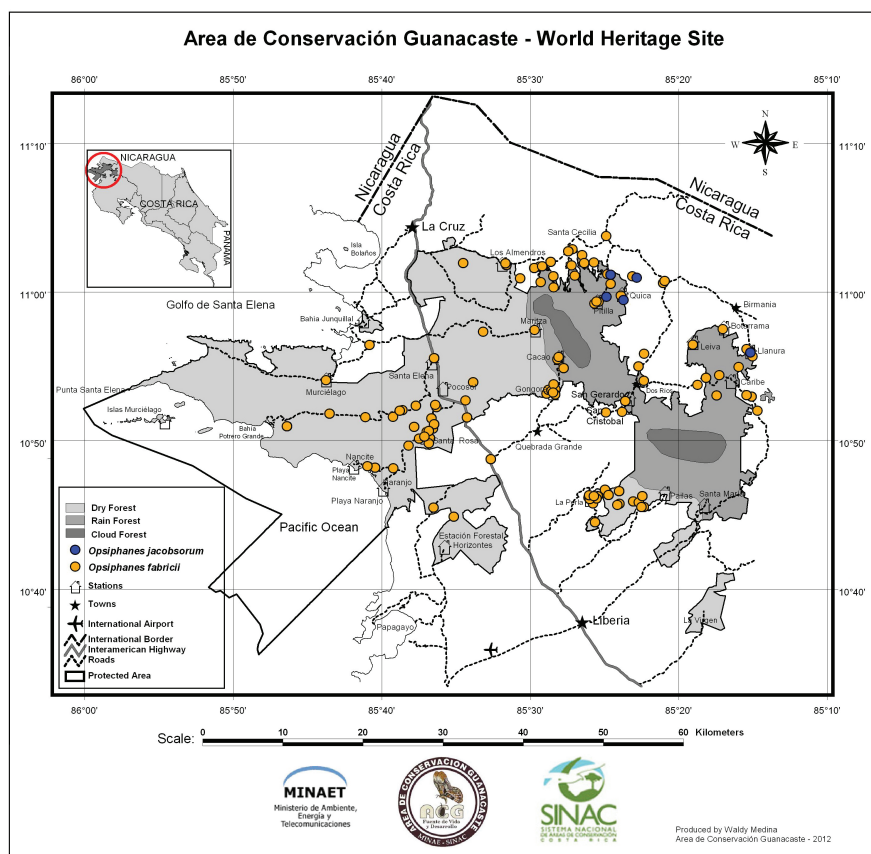 Area de Conservación Guanacaste - World Heritage Site
86°00'
85°50'
85°40'
85°30'
85°20'
85°10'
11°10'
11°10'
11°00'
11°00'
10°50'
10°50'
10°40'
10°40'
86°00'
85°50'
85°40'
85°30'
85°20'
85°10'
N
W
E
S
NICARAGUA
COSTA RICA
PANAMA
Nicaragua
Costa Rica
Nicaragua
Costa Rica
La Cruz
Isla
Bolaños
Santa Cecilia
Los Almendros
Golfo de Santa Elena
Bahía Junquillal
Quica
Pitilla
Birmania
Maritza
Botarrama
Leiva
Llanura
Cacao
Santa Elena
Pocosol
Gongora
San Gerardo
Dos Rios
Caribe
Punta Santa Elena
Murciélago
Islas Murciélago
San
Cristobal
Bahía
Potrero Grande
Santa Rosa
Quebrada Grande
Nancite
Playa
Nancite
Naranjo
Playa Naranjo
La Perla
Pailas
Santa María
Pacific Ocean
Estación Forestal
Horizontes
Papagayo
Liberia
La Virgen
Dry Forest
Rain Forest
Cloud Forest
Opsiphanes jacobsorum
Opsiphanes fabricii
Stations
Towns
International Airport
International Border
Interamerican Highway
Roads
Protected Area
Scale:
0
10
20
30
40
50
60
Kilometers
MINAET
Ministerio de Ambiente,
Energía y
Telecomunicaciones
AREA DE CONSERVACION GUANACASTE
ACG
Fuente de Vida
y Desarrollo
MINAE - SINAC
SINAC
SISTEMA NACIONAL
DE AREAS DE CONSERVACION
COSTA RICA
Produced by Waldy Medina
Area de Conservación Guanacaste - 2012